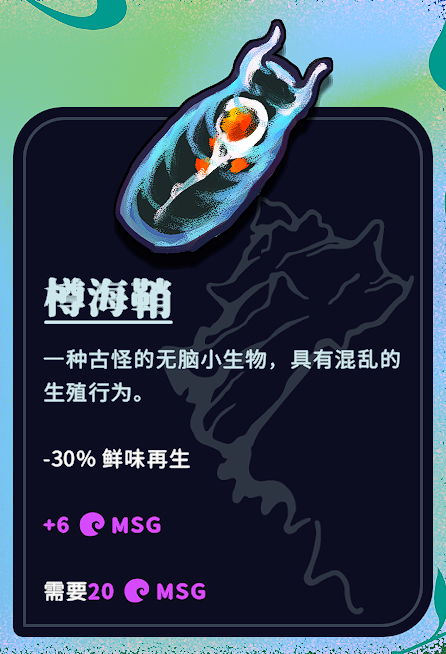 樽海鞘
一种古怪的无脑小生物，具有混乱的
生殖行为。
-30% 鲜味再生
+6 MSG
需要20 MSG